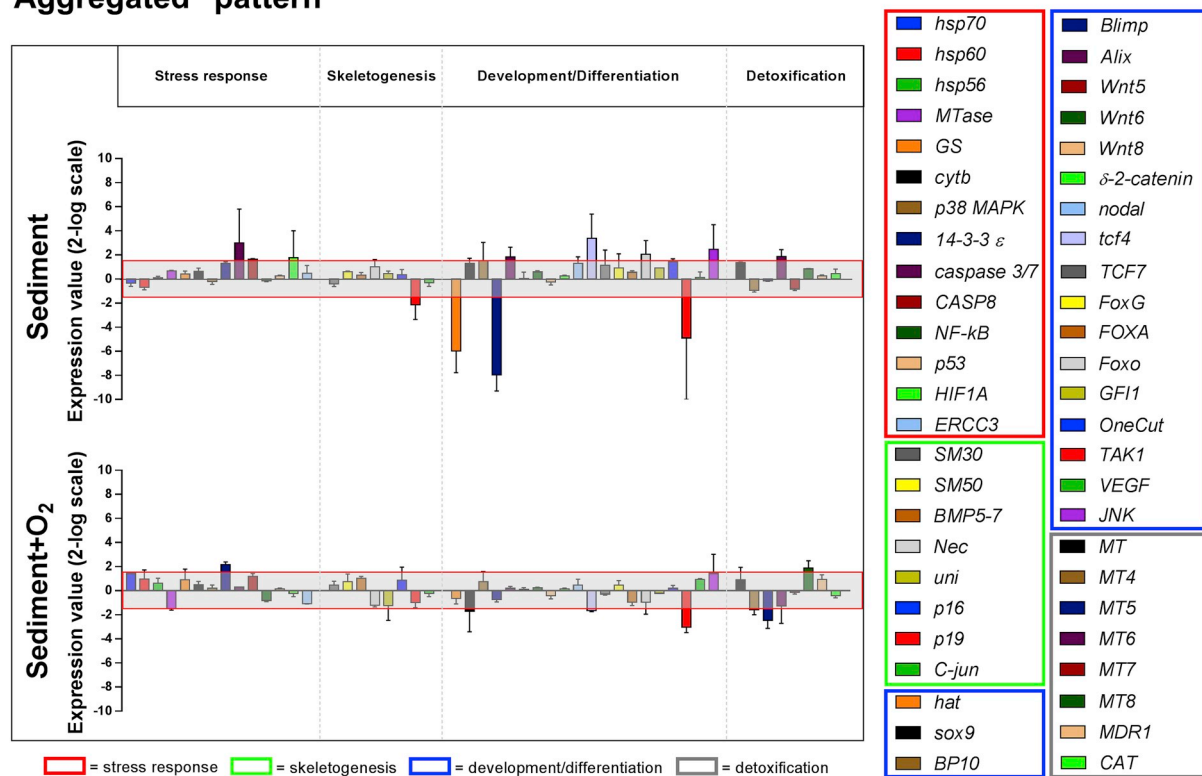 Aggregated pattern
Stress response
Skeletogenesis
Development/Differentiation
Detoxification
Sediment
Expression value (2-log scale)
10
8
6
4
2
0
-2
-4
-6
-8
-10
Sediment+O2
Expression value (2-log scale)
10
8
6
4
2
0
-2
-4
-6
-8
-10
= stress response
= skeletogenesis
= development/differentiation
= detoxification
hsp70
hsp60
hsp56
MTase
GS
cytb
p38 MAPK
14-3-3 ε
caspase 3/7
CASP8
NF-kB
p53
HIF1A
ERCC3
SM30
SM50
BMP5-7
Nec
uni
p16
p19
C-jun
hat
sox9
BP10
Blimp
Alix
Wnt5
Wnt6
Wnt8
δ-2-catenin
nodal
tcf4
TCF7
FoxG
FOXA
Foxo
GFI1
OneCut
TAK1
VEGF
JNK
MT
MT4
MT5
MT6
MT7
MT8
MDR1
CAT